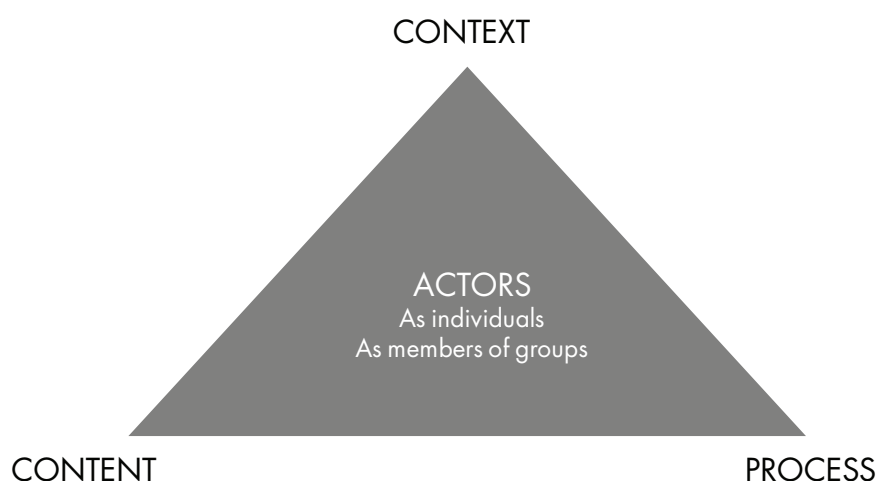 CONTEXT
ACTORS
As individuals
As members of groups
CONTENT
PROCESS